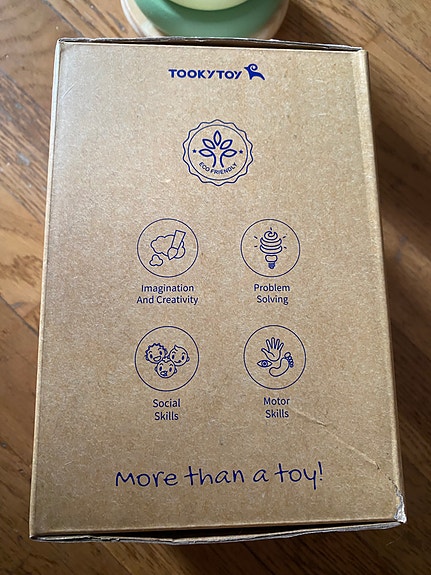 TOOKYTOY
ECO FRIENDLY
Imagination
And Creativity
Problem
Solving
Social
Skills
Motor
Skills
More than a toy!